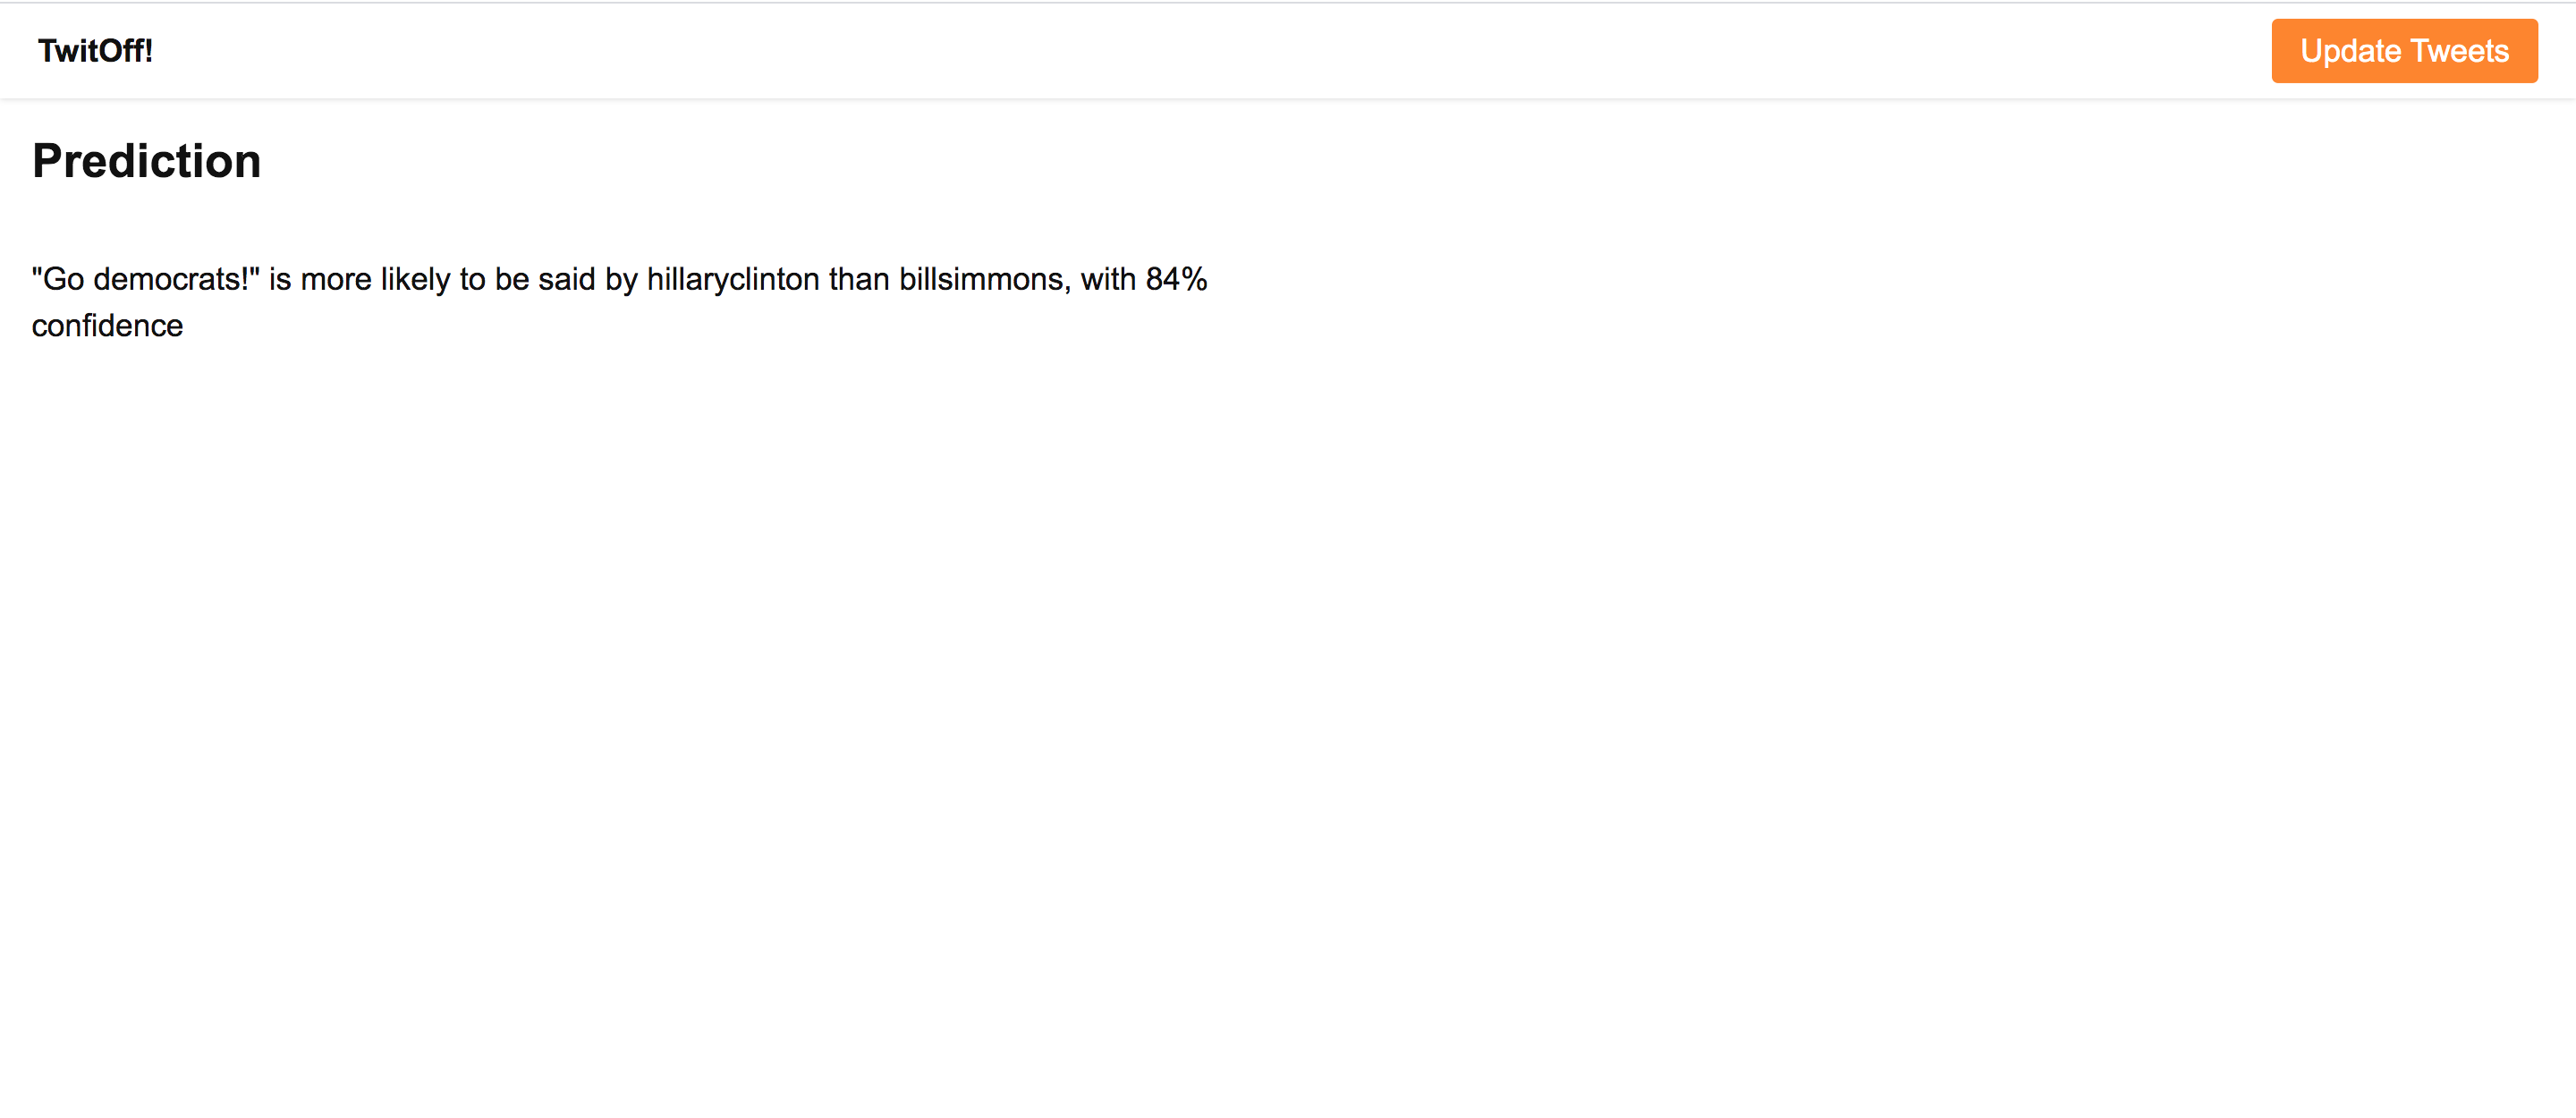 TwitOff!
Update Tweets
Prediction
"Go democrats!" is more likely to be said by hillaryclinton than billsimmons, with 84%
confidence